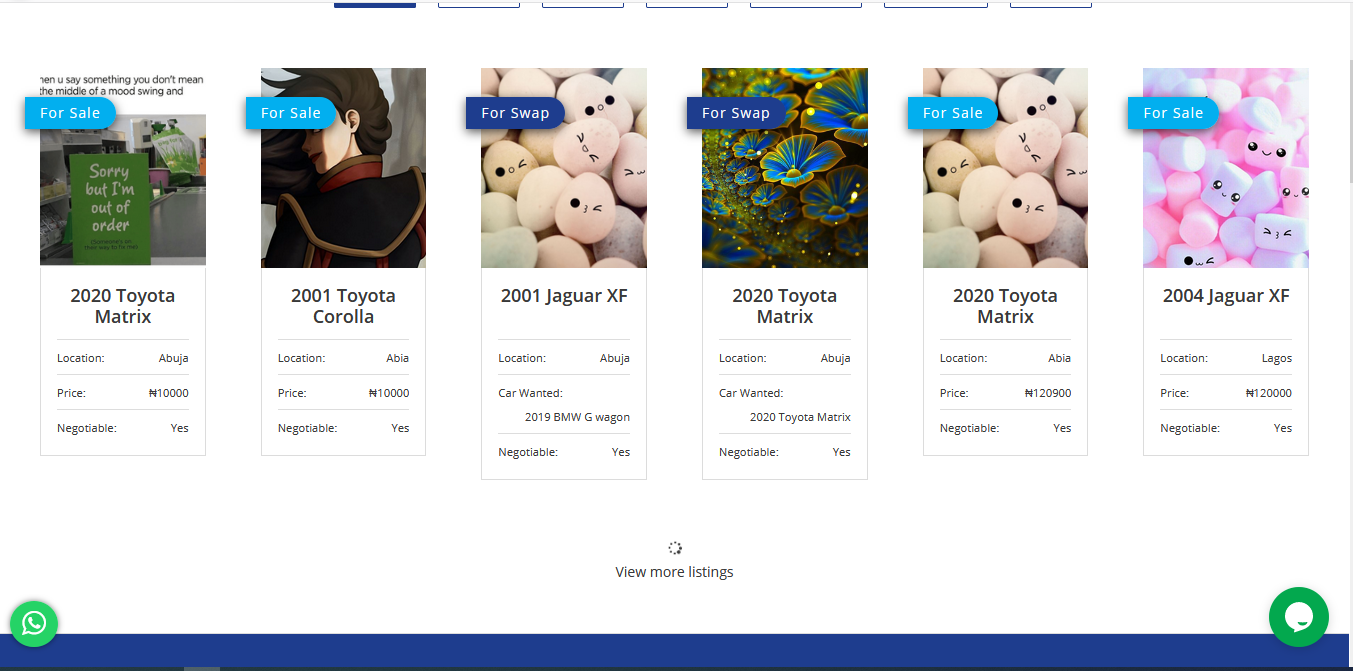 hen u say something you don't mean
the middle of a mood swing and
For Sale
Sorry
but I'm
out of
order
2020 Toyota
Matrix
Location: Abuja
Price: ₦10000
Negotiable: Yes
For Sale
2001 Toyota
Corolla
Location: Abia
Price: ₦10000
Negotiable: Yes
For Swap
2001 Jaguar XF
Location: Abuja
Car Wanted:
2019 BMW G wagon
Negotiable: Yes
For Swap
2020 Toyota
Matrix
Location: Abuja
Car Wanted:
2020 Toyota Matrix
Negotiable: Yes
For Sale
2020 Toyota
Matrix
Location: Abia
Price: ₦120900
Negotiable: Yes
For Sale
2004 Jaguar XF
Location: Lagos
Price: ₦120000
Negotiable: Yes
View more listings